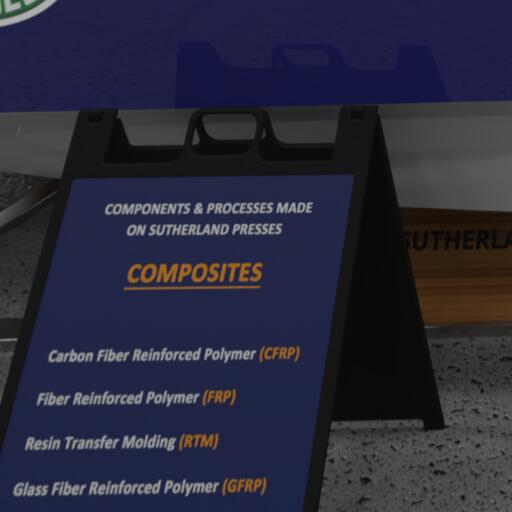 COMPONENTS & PROCESSES MADE
ON SUTHERLAND PRESSES
COMPOSITES
Carbon Fiber Reinforced Polymer (CFRP)
Fiber Reinforced Polymer (FRP)
Resin Transfer Molding (RTM)
Glass Fiber Reinforced Polymer (GFRP)
SUTHERLA